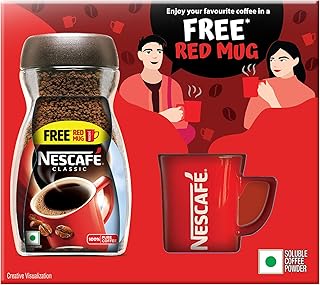 Enjoy your favourite coffee in a
FREE*
RED MUG
FREE RED MUG
NESCAFÉ
CLASSIC
100% PURE COFFEE
NESCAFÉ
Creative Visualization
SOLUBLE
COFFEE
POWDER